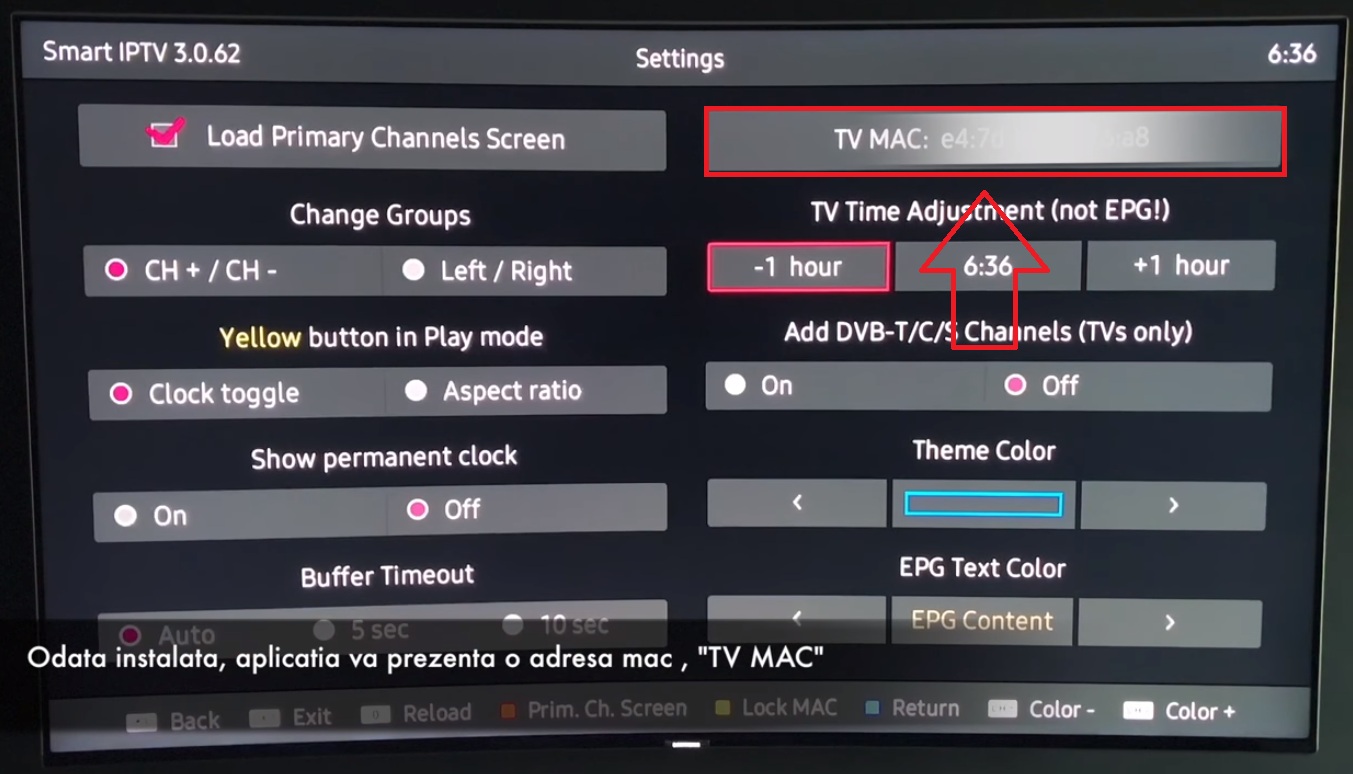 Smart IPTV 3.0.62 Settings 6:36
Load Primary Channels Screen
TV MAC: e4:7d :a8
Change Groups
TV Time Adjustment (not EPG!)
CH + / CH - Left / Right
-1 hour 6:36 +1 hour
Yellow button in Play mode
Add DVB-T/C/S Channels (TVs only)
Clock toggle Aspect ratio
On Off
Show permanent clock
Theme Color
On Off
< >
Buffer Timeout
EPG Text Color
Auto 5 sec 10 sec
< EPG Content >
Odata instalata, aplicatia va prezenta o adresa mac , "TV MAC"
Back Exit Reload Prim. Ch. Screen Lock MAC Return Color - Color +